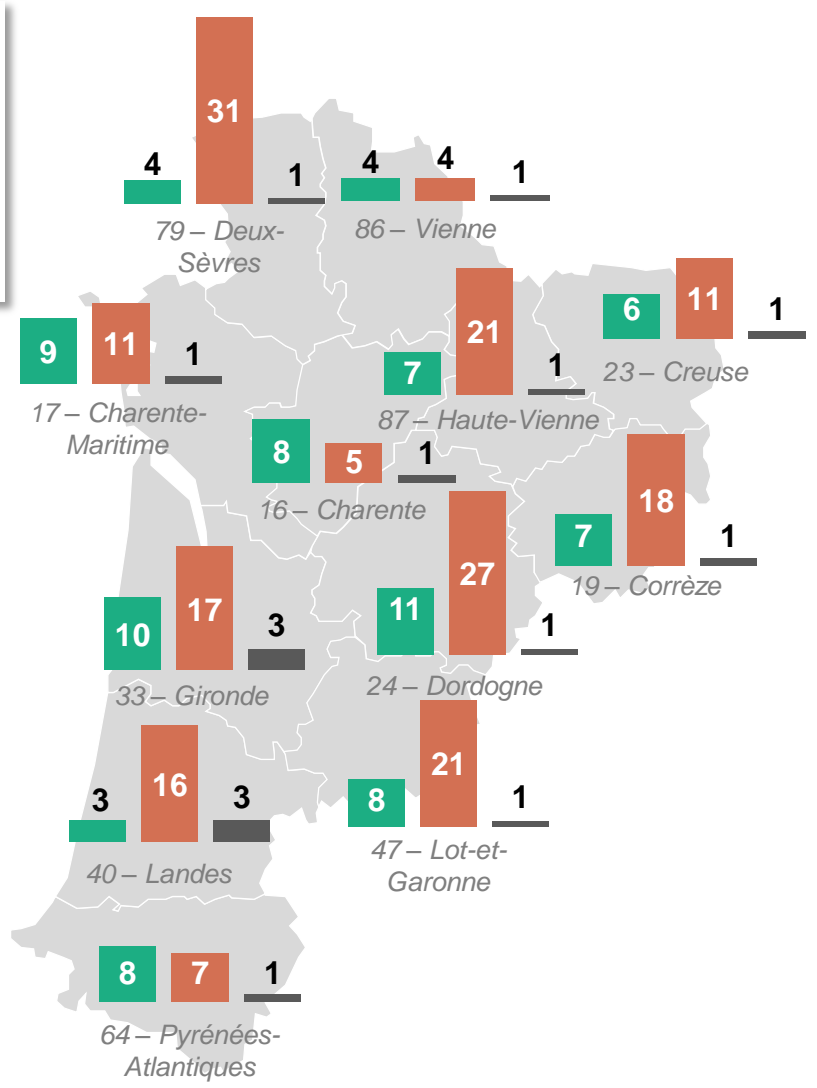 31
4
1
79 – Deux-
Sèvres
4
4
1
86 – Vienne
6
11
1
23 – Creuse
9
11
1
17 – Charente-
Maritime
7
21
1
87 – Haute-Vienne
8
5
1
16 – Charente
7
18
1
19 – Corrèze
10
17
3
33 – Gironde
11
27
1
24 – Dordogne
3
16
3
40 – Landes
8
21
1
47 – Lot-et-
Garonne
8
7
1
64 – Pyrénées-
Atlantiques